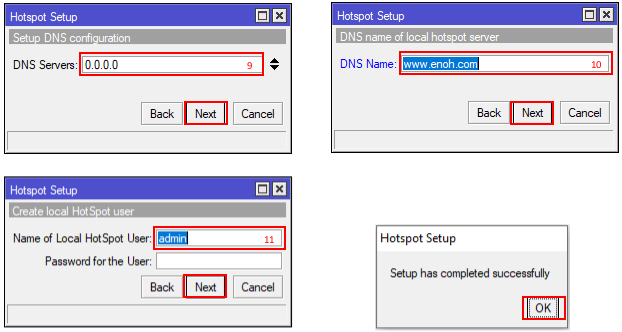 Hotspot Setup
Setup DNS configuration
DNS Servers: 0.0.0.0 9
Back Next Cancel
Hotspot Setup
DNS name of local hotspot server
DNS Name: www.enoh.com 10
Back Next Cancel
Hotspot Setup
Create local HotSpot user
Name of Local HotSpot User: admin 11
Password for the User:
Back Next Cancel
Hotspot Setup
Setup has completed successfully
OK